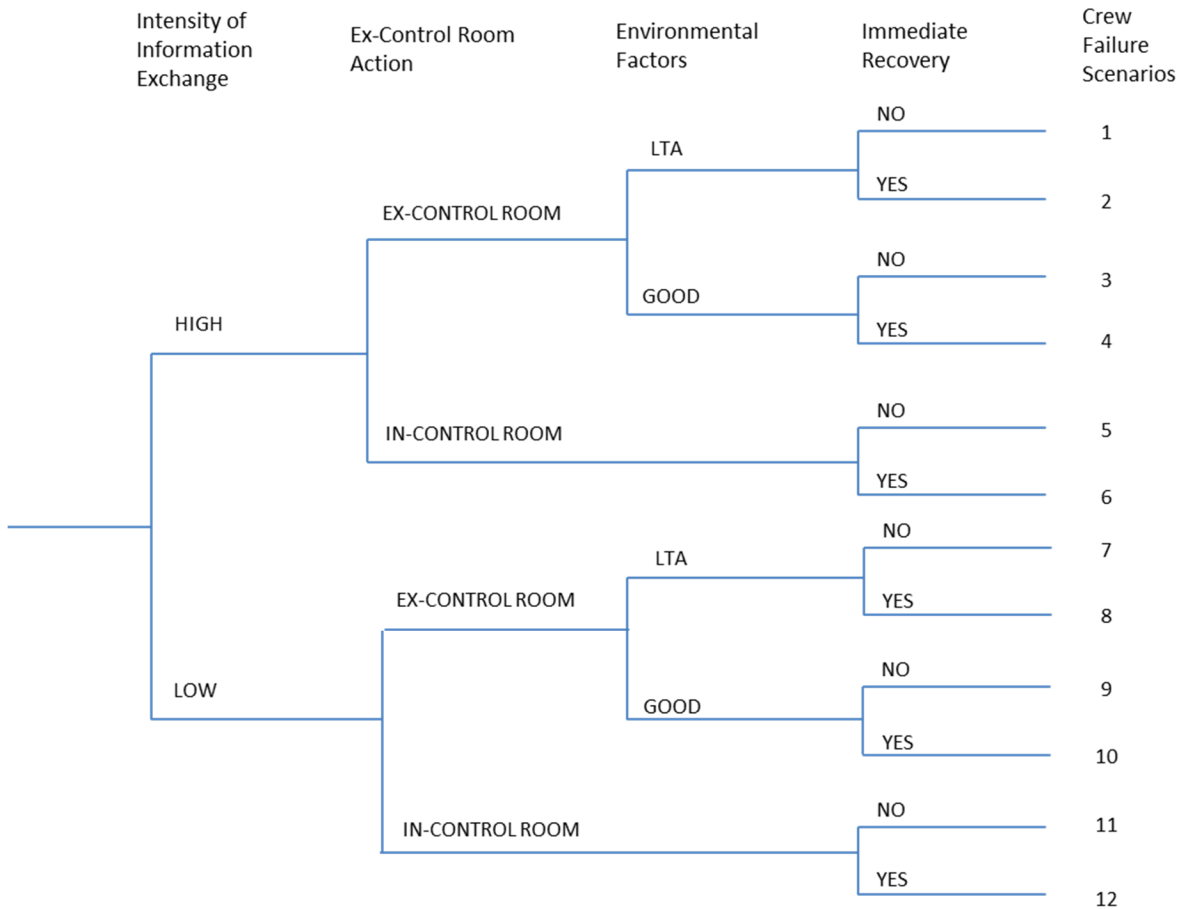 Intensity of
Information
Exchange
Ex-Control Room
Action
Environmental
Factors
Immediate
Recovery
Crew
Failure
Scenarios
NO
1
LTA
YES
2
EX-CONTROL ROOM
NO
3
GOOD
YES
4
HIGH
NO
5
IN-CONTROL ROOM
YES
6
NO
7
LTA
YES
8
EX-CONTROL ROOM
NO
9
LOW
GOOD
YES
10
NO
11
IN-CONTROL ROOM
YES
12